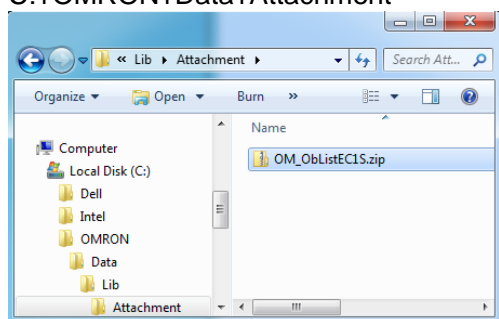 C:\OMRON\Data\Attachment
« Lib ▸ Attachment ▸
Search Att...
Organize ▾ Open ▾ Burn »
Name
Computer
OM_ObListEC1S.zip
Local Disk (C:)
Dell
Intel
OMRON
Data
Lib
Attachment